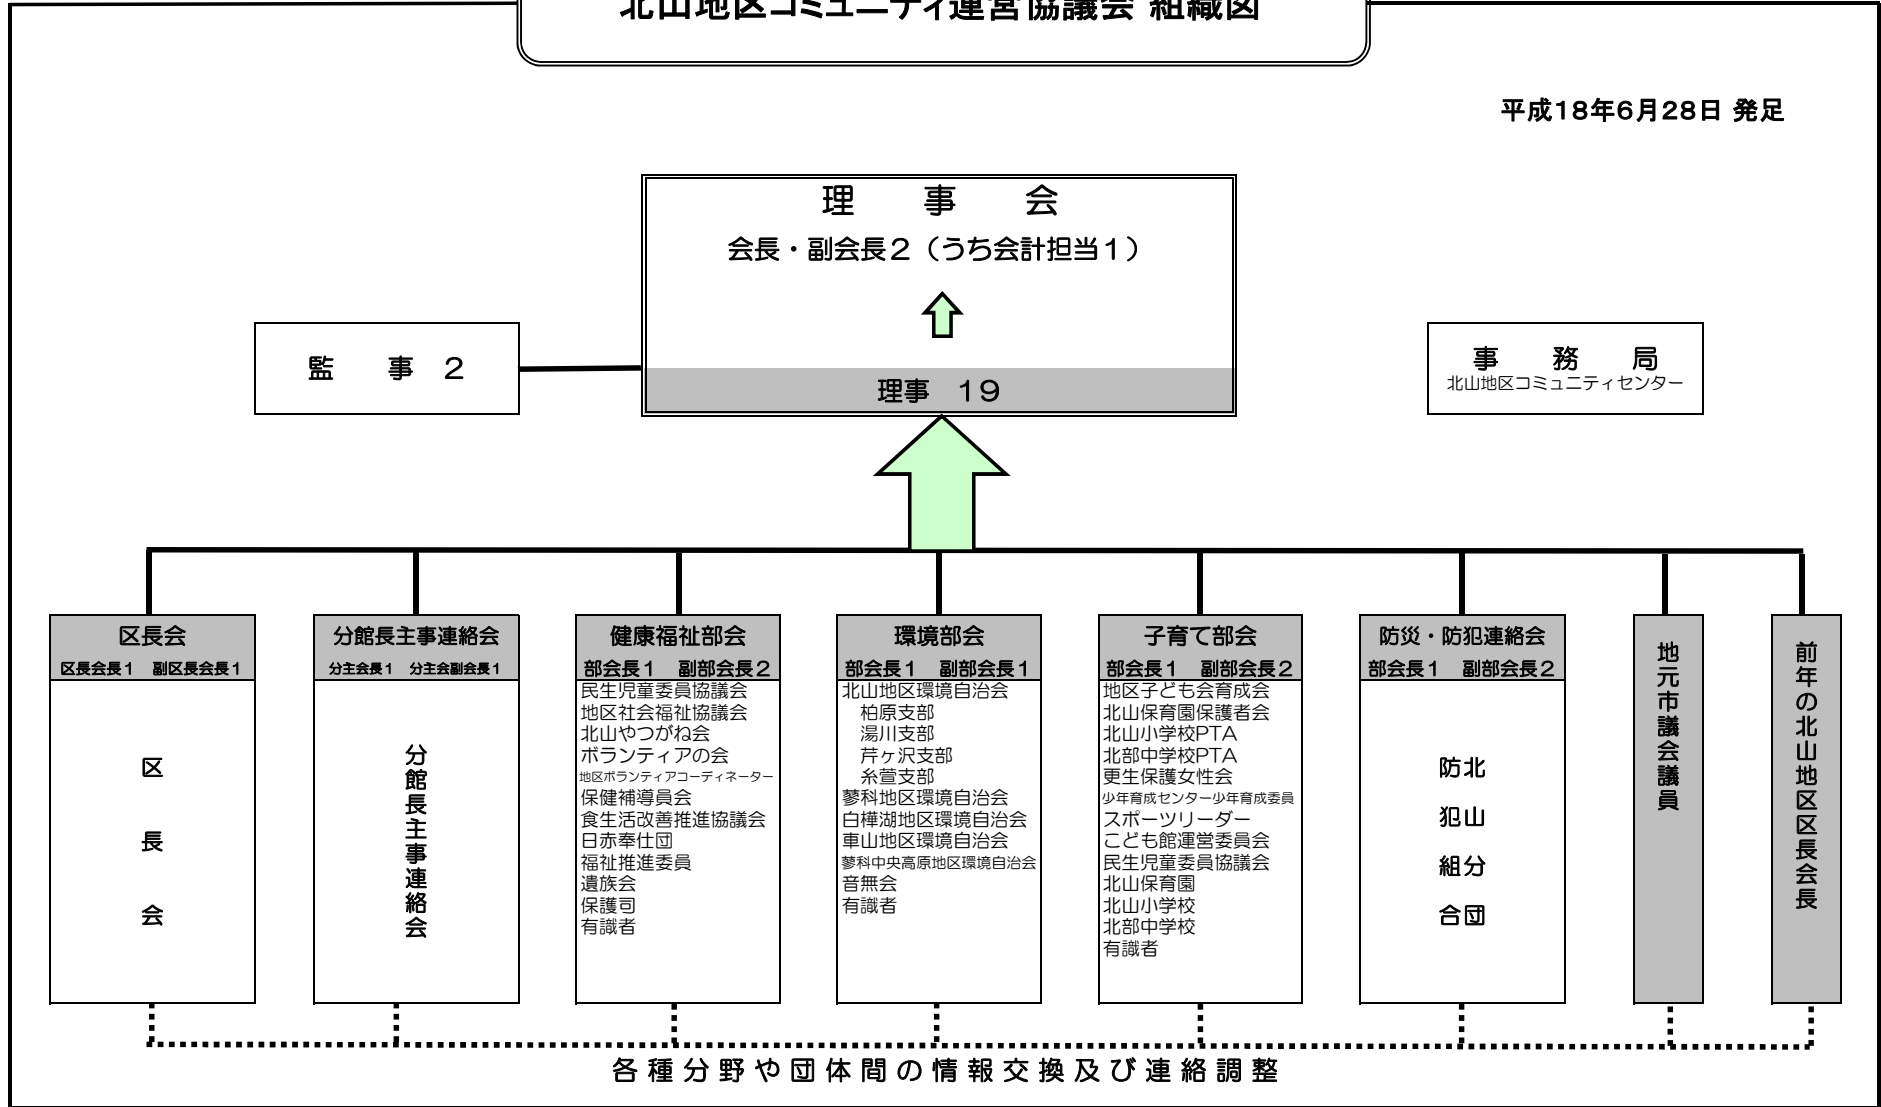 北山地区コミュニティ運営協議会 組織図
平成18年6月28日 発足
理 事 会
会長・副会長２（うち会計担当１）
理事 １９
監 事 ２
事 務 局
北山地区コミュニティセンター
区長会
区長会長１ 副区長会長１
区
長
会
分館長主事連絡会
分主会長１ 分主会副会長１
分館長主事連絡会
健康福祉部会
部会長１ 副部会長２
民生児童委員協議会
地区社会福祉協議会
北山やつがね会
ボランティアの会
地区ボランティアコーディネーター
保健補導員会
食生活改善推進協議会
日赤奉仕団
福祉推進委員
遺族会
保護司
有識者
環境部会
部会長１ 副部会長１
北山地区環境自治会
柏原支部
湯川支部
芹ヶ沢支部
糸萱支部
蓼科地区環境自治会
白樺湖地区環境自治会
車山地区環境自治会
蓼科中央高原地区環境自治会
音無会
有識者
子育て部会
部会長１ 副部会長２
地区子ども会育成会
北山保育園保護者会
北山小学校PTA
北部中学校PTA
更生保護女性会
少年育成センター少年育成委員
スポーツリーダー
こども館運営委員会
民生児童委員協議会
北山保育園
北山小学校
北部中学校
有識者
防災・防犯連絡会
部会長１ 副部会長２
北山分団
防犯組合
地元市議会議員
前年の北山地区区長会長
各種分野や団体間の情報交換及び連絡調整